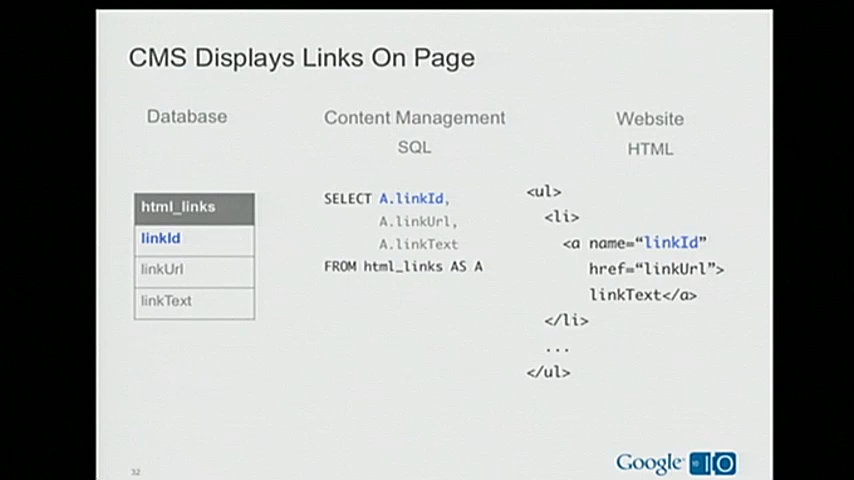 CMS Displays Links On Page
Database
html_links
linkId
linkUrl
linkText
Content Management
SQL
SELECT A.linkId,
A.linkUrl,
A.linkText
FROM html_links AS A
Website
HTML
<ul>
<li>
<a name=“linkId”
href=“linkUrl”>
linkText</a>
</li>
...
</ul>
32
Google 10 IO